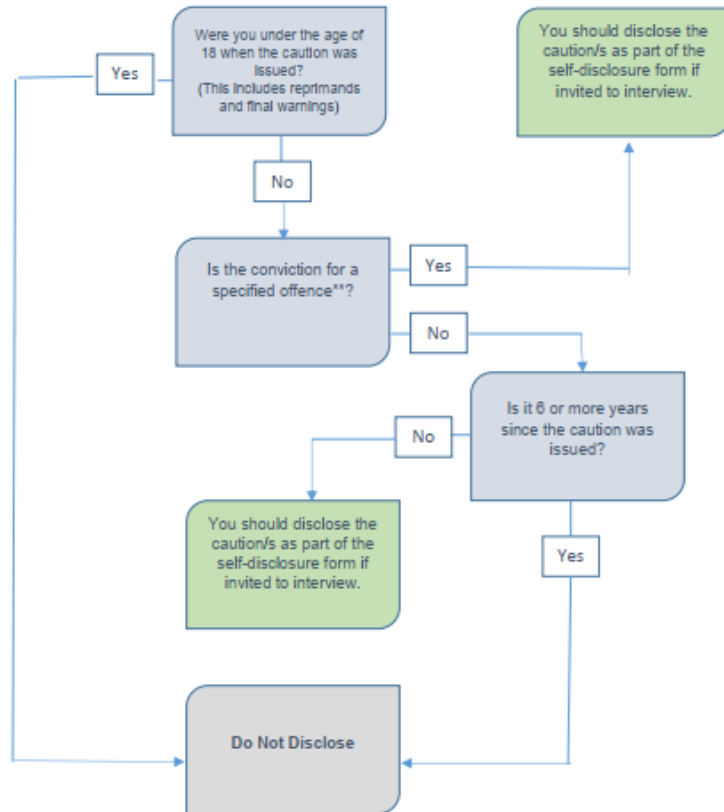 Were you under the age of
18 when the caution was
issued?
(This includes reprimands
and final warnings)
You should disclose the
caution/s as part of the
self-disclosure form if
invited to interview.
Yes
No
Is the conviction for a
specified offence**?
Yes
No
Is it 6 or more years
since the caution was
issued?
No
You should disclose the
caution/s as part of the
self-disclosure form if
invited to interview.
Yes
Do Not Disclose